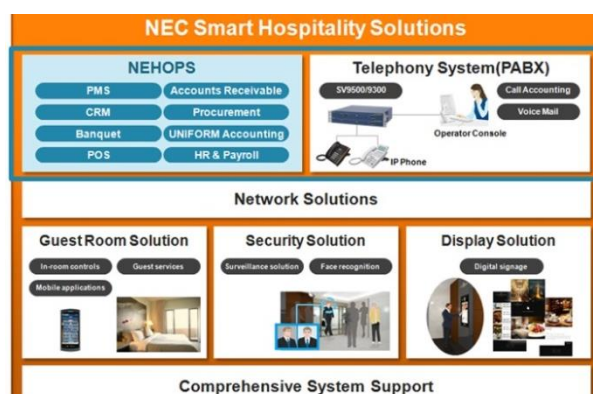 NEC Smart Hospitality Solutions
NEHOPS
PMS
Accounts Receivable
CRM
Procurement
Banquet
UNIFORM Accounting
POS
HR & Payroll
Telephony System(PABX)
SV9500/9300
Call Accounting
Voice Mail
Operator Console
IP Phone
Network Solutions
Guest Room Solution
In-room controls
Guest services
Mobile applications
Security Solution
Surveillance solution
Face recognition
Display Solution
Digital signage
Comprehensive System Support